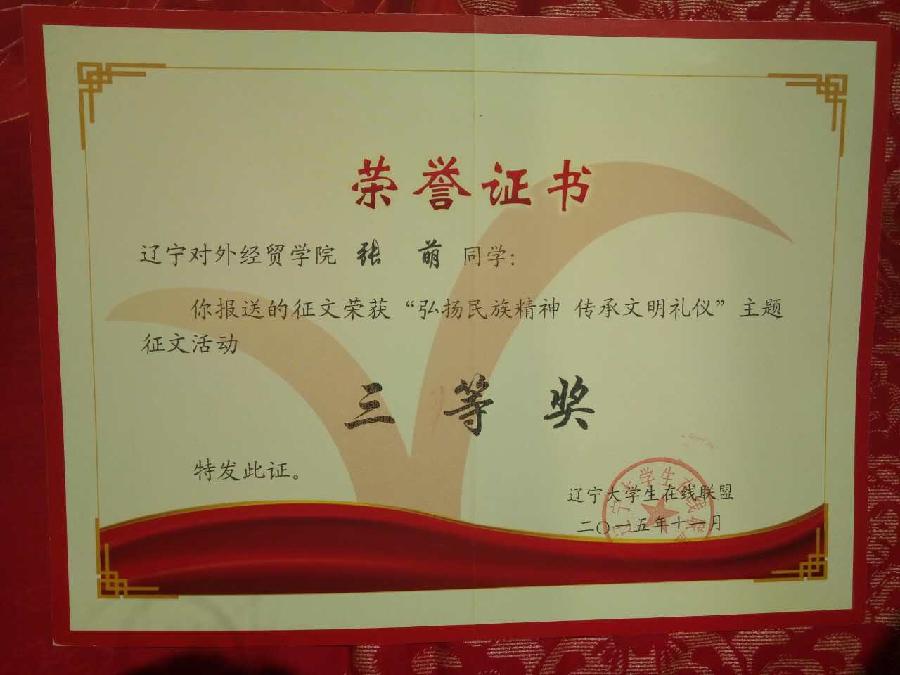 荣誉证书
辽宁对外经贸学院 张 萌 同学:
你报送的征文荣获“弘扬民族精神 传承文明礼仪”主题
征文活动
三等奖
特发此证。
辽宁大学生在线联盟
二〇一五年十一月